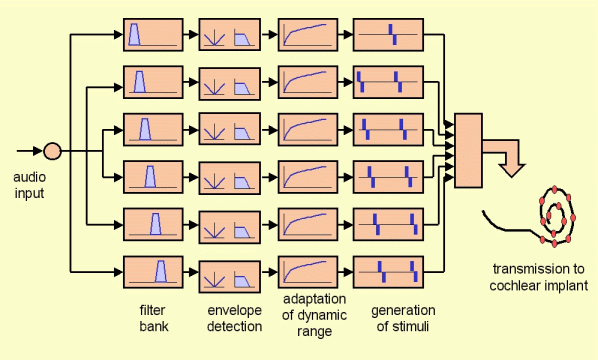 audio
input
filter
bank
envelope
detection
adaptation
of dynamic
range
generation
of stimuli
transmission to
cochlear implant